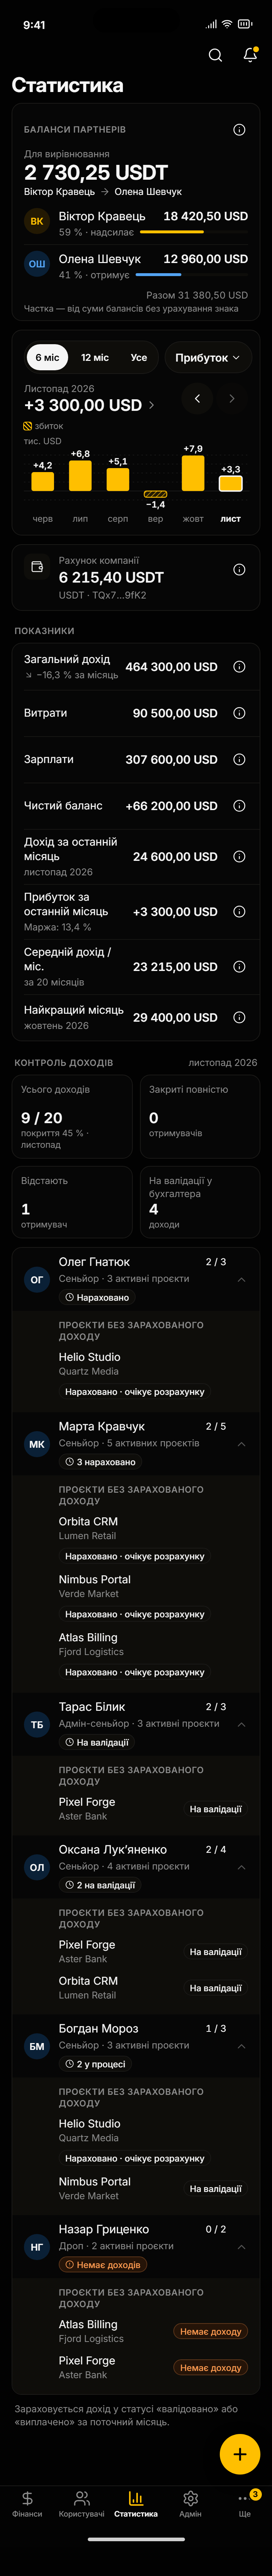 9:41
Статистика
БАЛАНСИ ПАРТНЕРІВ
Для вирівнювання
2 730,25 USDT
Віктор Кравець → Олена Шевчук
ВК
Віктор Кравець 18 420,50 USD
59 % · надсилає
ОШ
Олена Шевчук 12 960,00 USD
41 % · отримує
Разом 31 380,50 USD
Частка — від суми балансів без урахування знака
6 міс 12 міс Усе Прибуток
Листопад 2026
+3 300,00 USD
збиток
тис. USD
+4,2 +6,8 +5,1 −1,4 +7,9 +3,3
черв лип серп вер жовт лист
Рахунок компанії
6 215,40 USDT
USDT · TQx7…9fK2
ПОКАЗНИКИ
Загальний дохід 464 300,00 USD
↘ −16,3 % за місяць
Витрати 90 500,00 USD
Зарплати 307 600,00 USD
Чистий баланс +66 200,00 USD
Дохід за останній
місяць
24 600,00 USD
листопад 2026
Прибуток за
останній місяць
+3 300,00 USD
Маржа: 13,4 %
Середній дохід /
міс.
23 215,00 USD
за 20 місяців
Найкращий місяць 29 400,00 USD
жовтень 2026
КОНТРОЛЬ ДОХОДІВ листопад 2026
Усього доходів
9 / 20
покриття 45 % ·
листопад
Закриті повністю
0
отримувачів
Відстають
1
отримувач
На валідації у
бухгалтера
4
доходи
ОГ
Олег Гнатюк 2 / 3
Сеньйор · 3 активні проєкти
Нараховано
ПРОЄКТИ БЕЗ ЗАРАХОВАНОГО
ДОХОДУ
Helio Studio
Quartz Media
Нараховано · очікує розрахунку
МК
Марта Кравчук 2 / 5
Сеньйор · 5 активних проєктів
3 нараховано
ПРОЄКТИ БЕЗ ЗАРАХОВАНОГО
ДОХОДУ
Orbita CRM
Lumen Retail
Нараховано · очікує розрахунку
Nimbus Portal
Verde Market
Нараховано · очікує розрахунку
Atlas Billing
Fjord Logistics
Нараховано · очікує розрахунку
ТБ
Тарас Білик 2 / 3
Адмін-сеньйор · 3 активні проєкти
На валідації
ПРОЄКТИ БЕЗ ЗАРАХОВАНОГО
ДОХОДУ
Pixel Forge
Aster Bank
На валідації
ОЛ
Оксана Лук’яненко 2 / 4
Сеньйор · 4 активні проєкти
2 на валідації
ПРОЄКТИ БЕЗ ЗАРАХОВАНОГО
ДОХОДУ
Pixel Forge
Aster Bank
На валідації
Orbita CRM
Lumen Retail
На валідації
БМ
Богдан Мороз 1 / 3
Сеньйор · 3 активні проєкти
2 у процесі
ПРОЄКТИ БЕЗ ЗАРАХОВАНОГО
ДОХОДУ
Helio Studio
Quartz Media
Нараховано · очікує розрахунку
Nimbus Portal
Verde Market
На валідації
НГ
Назар Гриценко 0 / 2
Дроп · 2 активні проєкти
Немає доходів
ПРОЄКТИ БЕЗ ЗАРАХОВАНОГО
ДОХОДУ
Atlas Billing
Fjord Logistics
Немає доходу
Pixel Forge
Aster Bank
Немає доходу
Зараховується дохід у статусі «валідовано» або
«виплачено» за поточний місяць.
3
Фінанси Користувачі Статистика Адмін Ще